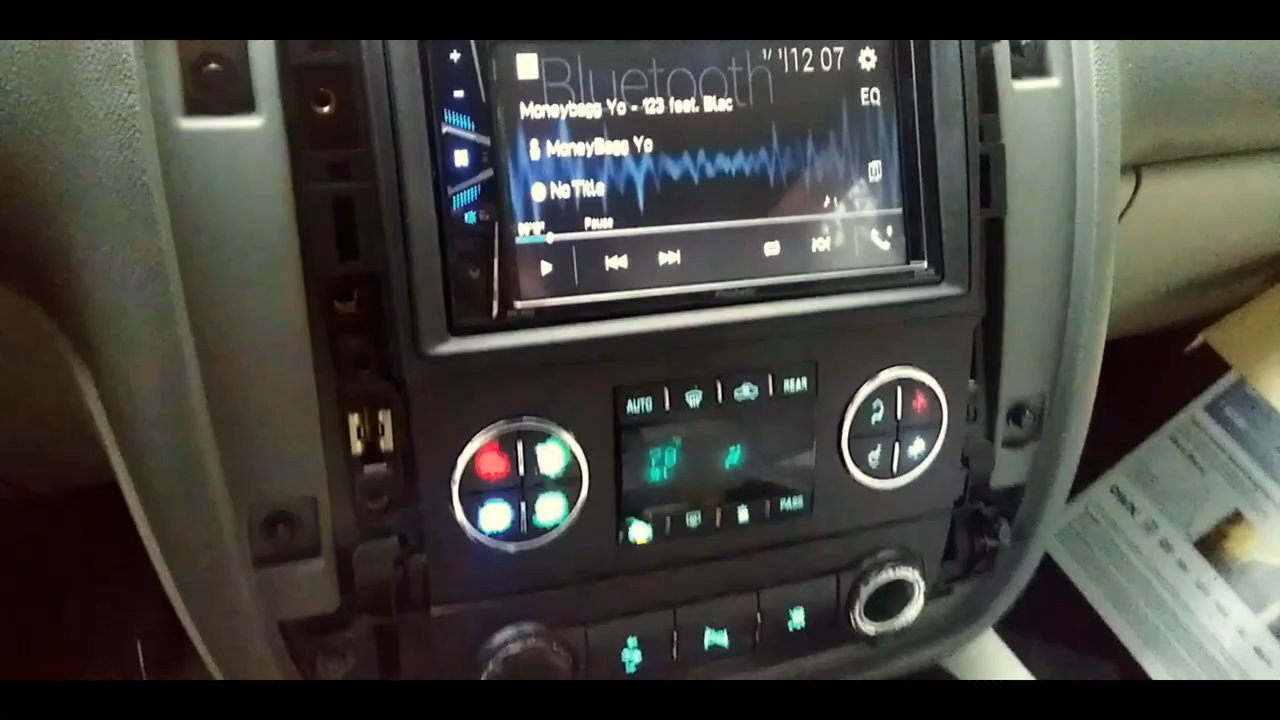 Bluetooth
12 07
Moneybagg Yo - 123 feat. Blac
EQ
MoneyBagg Yo
No Title
Pause
AUTO
REAR
PASS